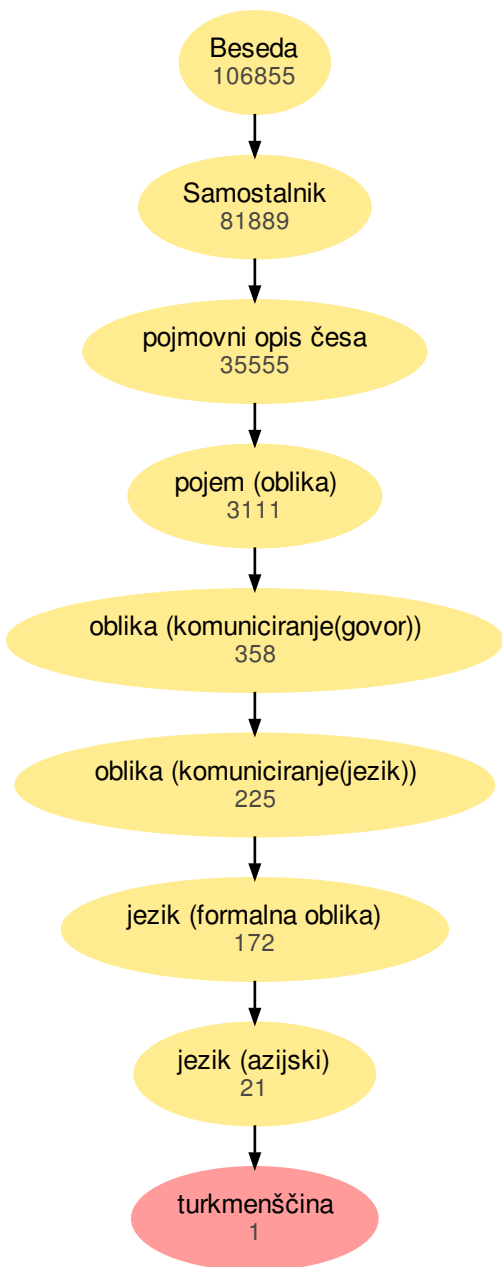 Beseda
106855
Samostalnik
81889
pojmovni opis česa
35555
pojem (oblika)
3111
oblika (komuniciranje(govor))
358
oblika (komuniciranje(jezik))
225
jezik (formalna oblika)
172
jezik (azijski)
21
turkmenščina
1